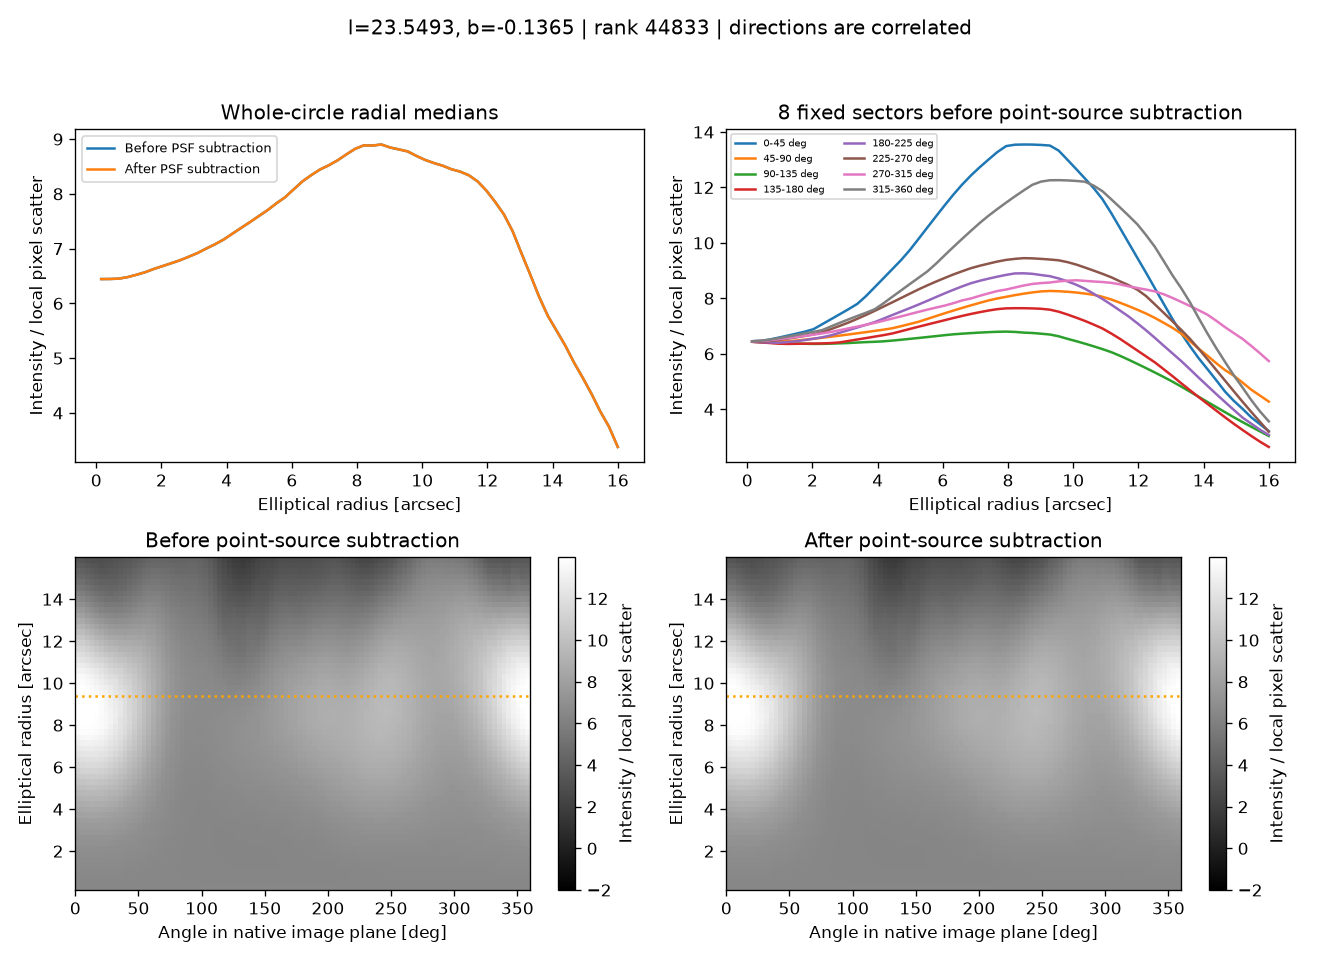 l=23.5493, b=-0.1365 | rank 44833 | directions are correlated
Whole-circle radial medians
Before PSF subtraction
After PSF subtraction
9
8
7
6
5
4
Intensity / local pixel scatter
0 2 4 6 8 10 12 14 16
Elliptical radius [arcsec]
8 fixed sectors before point-source subtraction
0-45 deg
45-90 deg
90-135 deg
135-180 deg
180-225 deg
225-270 deg
270-315 deg
315-360 deg
14
12
10
8
6
4
Intensity / local pixel scatter
0 2 4 6 8 10 12 14 16
Elliptical radius [arcsec]
Before point-source subtraction
14
12
10
8
6
4
2
Elliptical radius [arcsec]
0 50 100 150 200 250 300 350
Angle in native image plane [deg]
12
10
8
6
4
2
0
−2
Intensity / local pixel scatter
After point-source subtraction
14
12
10
8
6
4
2
Elliptical radius [arcsec]
0 50 100 150 200 250 300 350
Angle in native image plane [deg]
12
10
8
6
4
2
0
−2
Intensity / local pixel scatter